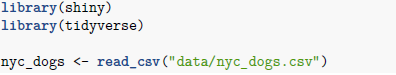 library(shiny)
library(tidyverse)
nyc_dogs <- read_csv("data/nyc_dogs.csv")